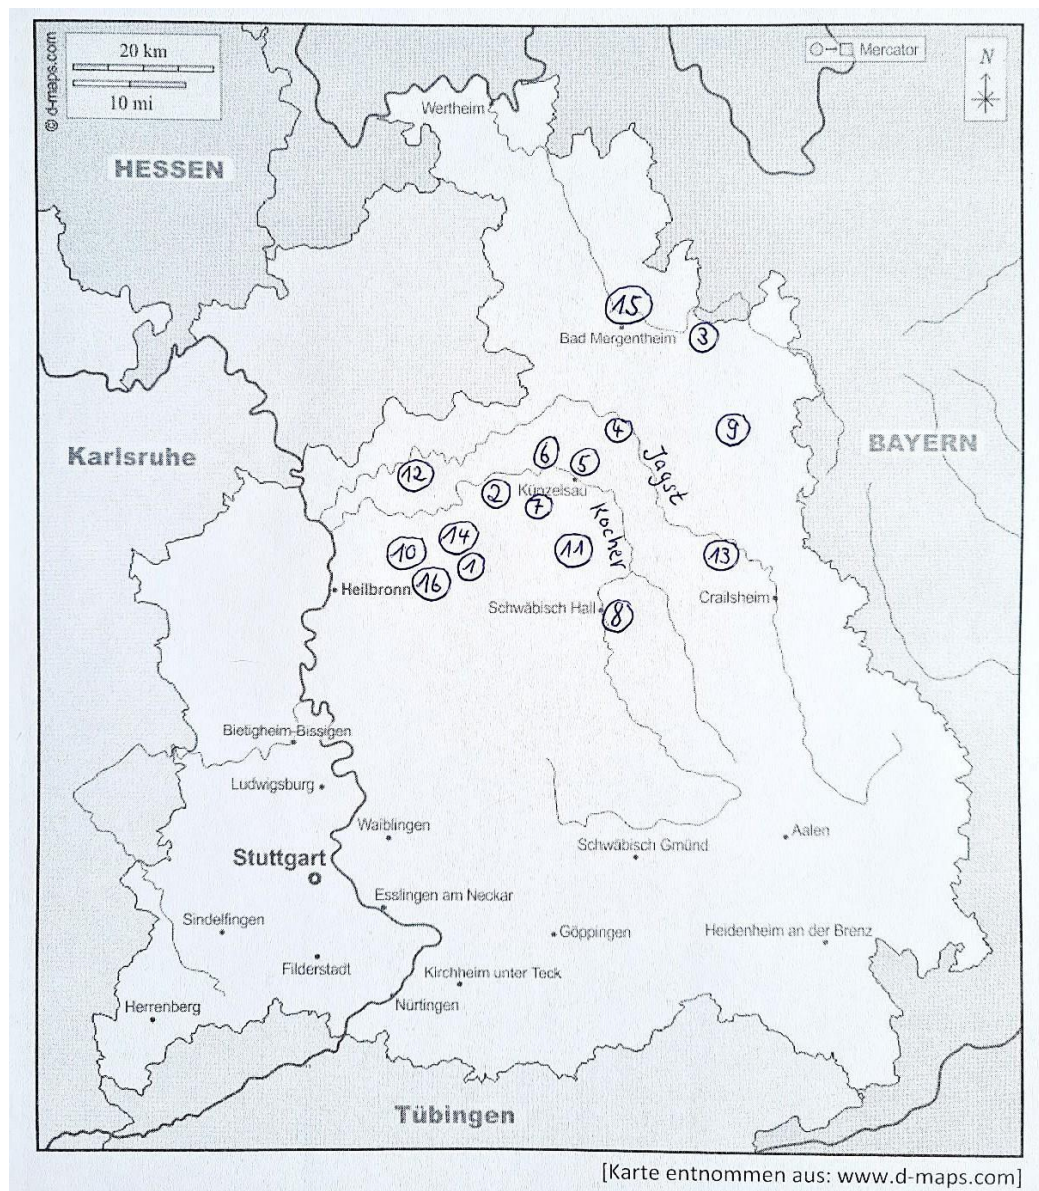 20 km
10 mi
© d-maps.com
Mercator
N
Wertheim
HESSEN
15
Bad Mergentheim
3
Karlsruhe
BAYERN
9
4
6
5
12
Jagst
2
Künzelsau
7
Kocher
14
10
11
13
1
16
Heilbronn
Crailsheim
Schwäbisch Hall
8
Bietigheim-Bissigen
Ludwigsburg
Waiblingen
Aalen
Schwäbisch Gmünd
Stuttgart
Esslingen am Neckar
Sindelfingen
Göppingen
Heidenheim an der Brenz
Filderstadt
Kirchheim unter Teck
Herrenberg
Nürtingen
Tübingen
[Karte entnommen aus: www.d-maps.com]